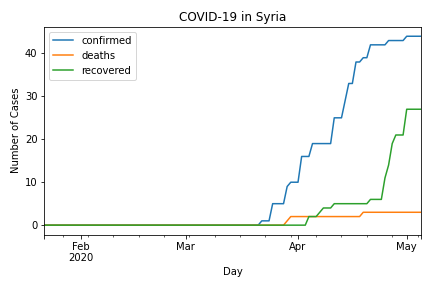 COVID-19 in Syria
confirmed
deaths
recovered
Number of Cases
40
30
20
10
0
Feb
2020
Mar
Apr
May
Day